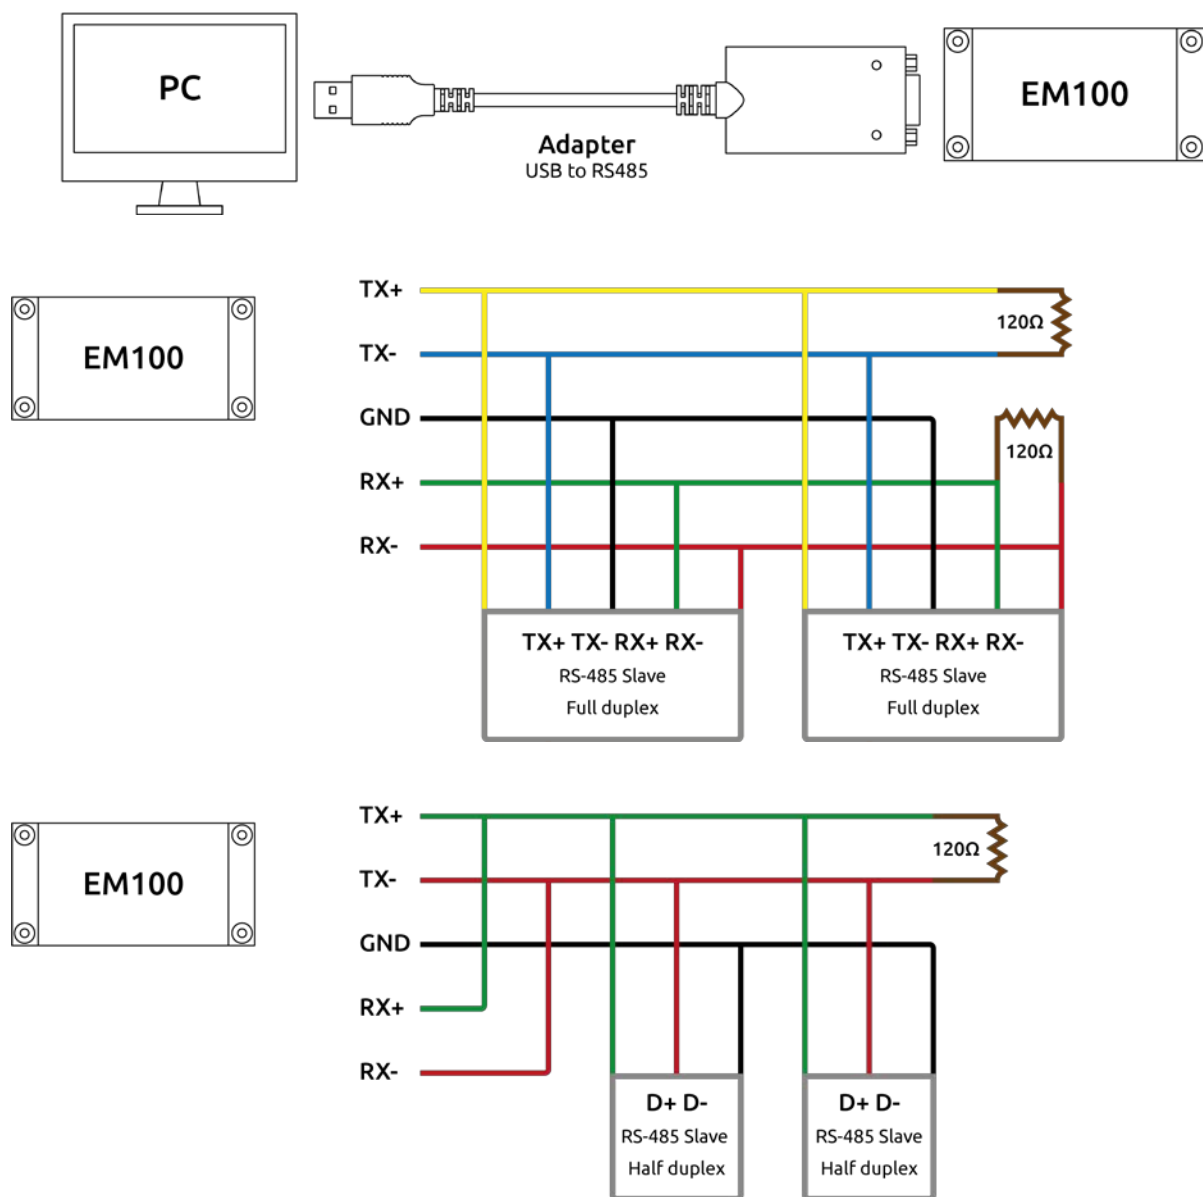 PC
Adapter
USB to RS485
EM100
EM100
TX+
TX-
GND
RX+
RX-
120Ω
120Ω
TX+ TX- RX+ RX-
RS-485 Slave
Full duplex
TX+ TX- RX+ RX-
RS-485 Slave
Full duplex
EM100
TX+
TX-
GND
RX+
RX-
120Ω
D+ D-
RS-485 Slave
Half duplex
D+ D-
RS-485 Slave
Half duplex